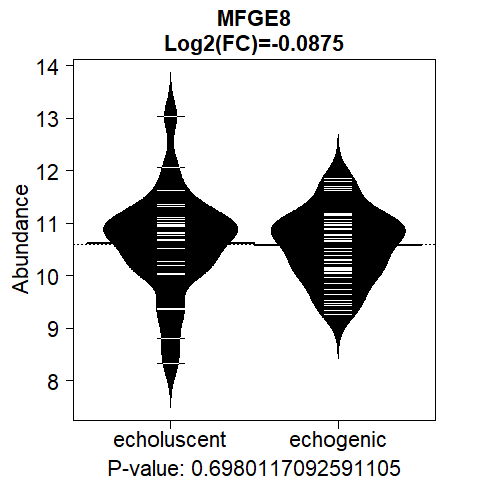 MFGE8
Log2(FC)=-0.0875
Abundance
14
13
12
11
10
9
8
echoluscent echogenic
P-value: 0.6980117092591105